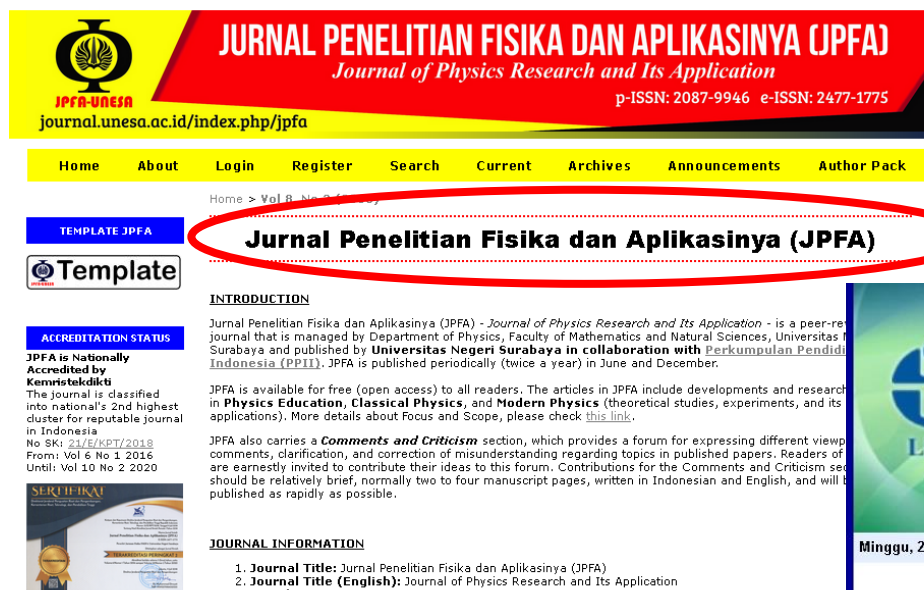 JURNAL PENELITIAN FISIKA DAN APLIKASINYA (JPFA)
Journal of Physics Research and Its Application
p-ISSN: 2087-9946 e-ISSN: 2477-1775
JPFA-UNESA
journal.unesa.ac.id/index.php/jpfa
Home About Login Register Search Current Archives Announcements Author Pack
Home > Vol 8, No 2
TEMPLATE JPFA
Template
Jurnal Penelitian Fisika dan Aplikasinya (JPFA)
ACCREDITATION STATUS
JPFA is Nationally
Accredited by
Kemristekdikti
The journal is classified
into national's 2nd highest
cluster for reputable journal
in Indonesia
No SK: 21/E/KPT/2018
From: Vol 6 No 1 2016
Until: Vol 10 No 2 2020
SERTIFIKAT
TERAKREDITASI PERINGKAT
INTRODUCTION
Jurnal Penelitian Fisika dan Aplikasinya (JPFA) - Journal of Physics Research and Its Application - is a peer-re
journal that is managed by Department of Physics, Faculty of Mathematics and Natural Sciences, Universitas
Surabaya and published by Universitas Negeri Surabaya in collaboration with Perkumpulan Pendidi
Indonesia (PPII). JPFA is published periodically (twice a year) in June and December.
JPFA is available for free (open access) to all readers. The articles in JPFA include developments and research
in Physics Education, Classical Physics, and Modern Physics (theoretical studies, experiments, and its
applications). More details about Focus and Scope, please check this link.
JPFA also carries a Comments and Criticism section, which provides a forum for expressing different viewp
comments, clarification, and correction of misunderstanding regarding topics in published papers. Readers of
are earnestly invited to contribute their ideas to this forum. Contributions for the Comments and Criticism sec
should be relatively brief, normally two to four manuscript pages, written in Indonesian and English, and will
published as rapidly as possible.
JOURNAL INFORMATION
1. Journal Title: Jurnal Penelitian Fisika dan Aplikasinya (JPFA)
2. Journal Title (English): Journal of Physics Research and Its Application
L
Minggu, 2